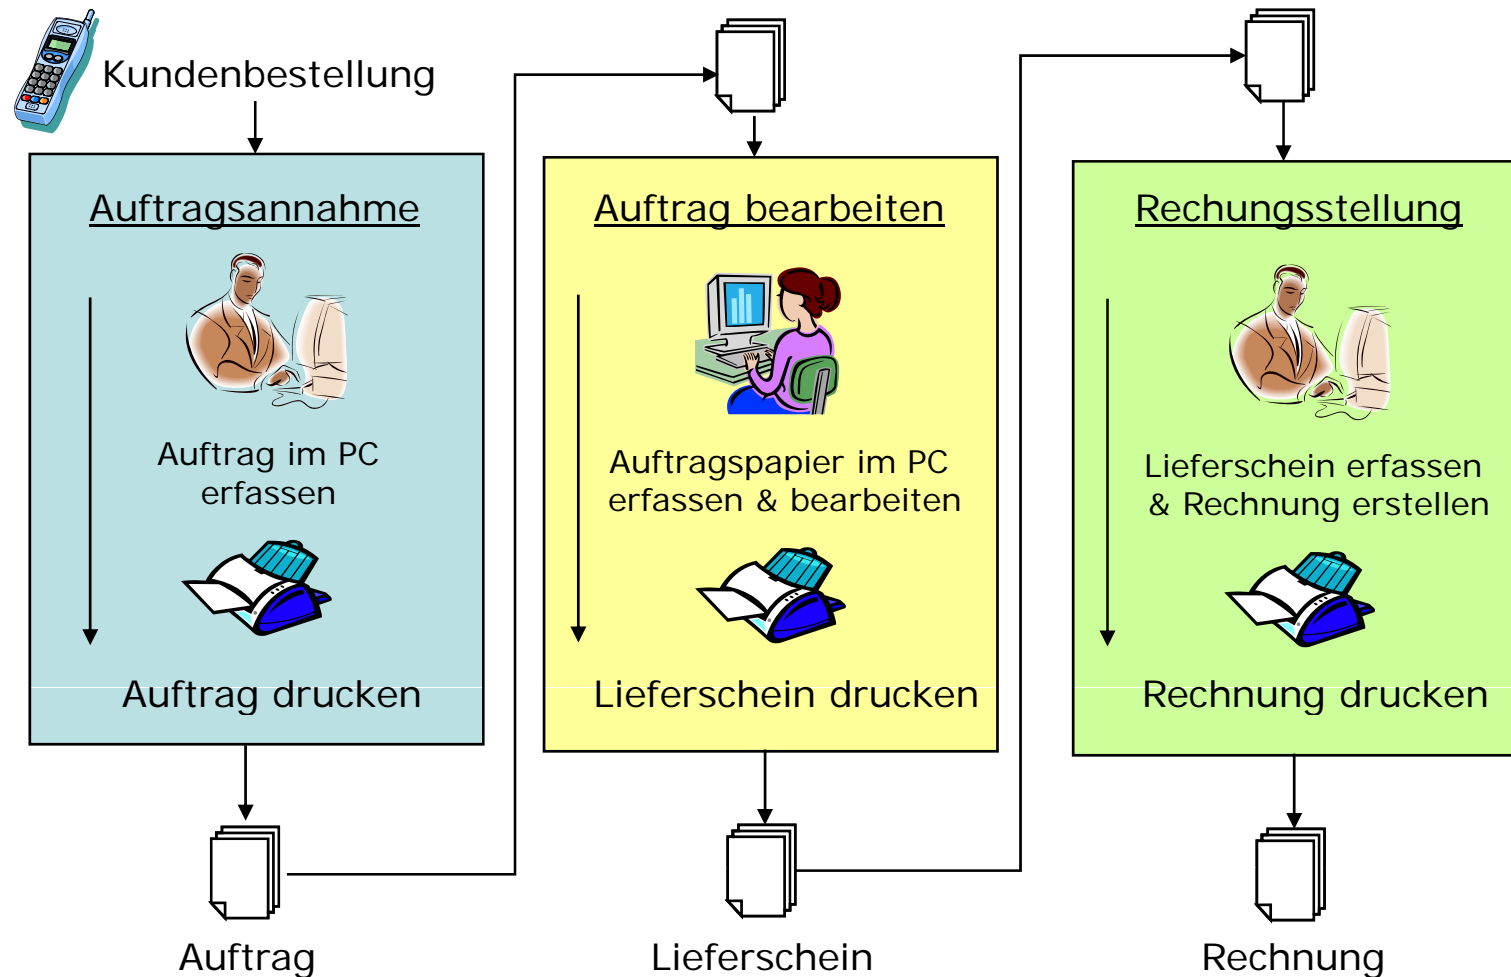 Kundenbestellung
Auftragsannahme
Auftrag im PC
erfassen
Auftrag drucken
Auftrag
Auftrag bearbeiten
Auftragspapier im PC
erfassen & bearbeiten
Lieferschein drucken
Lieferschein
Rechungsstellung
Lieferschein erfassen
& Rechnung erstellen
Rechnung drucken
Rechnung